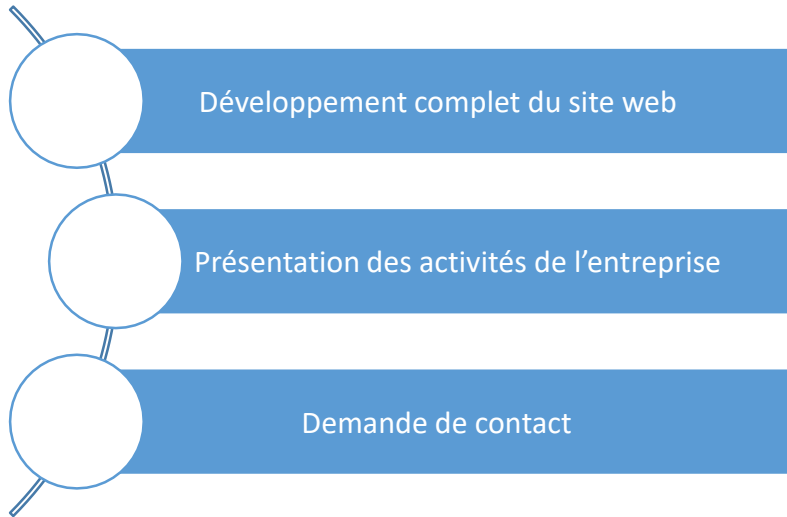 Développement complet du site web
Présentation des activités de l’entreprise
Demande de contact